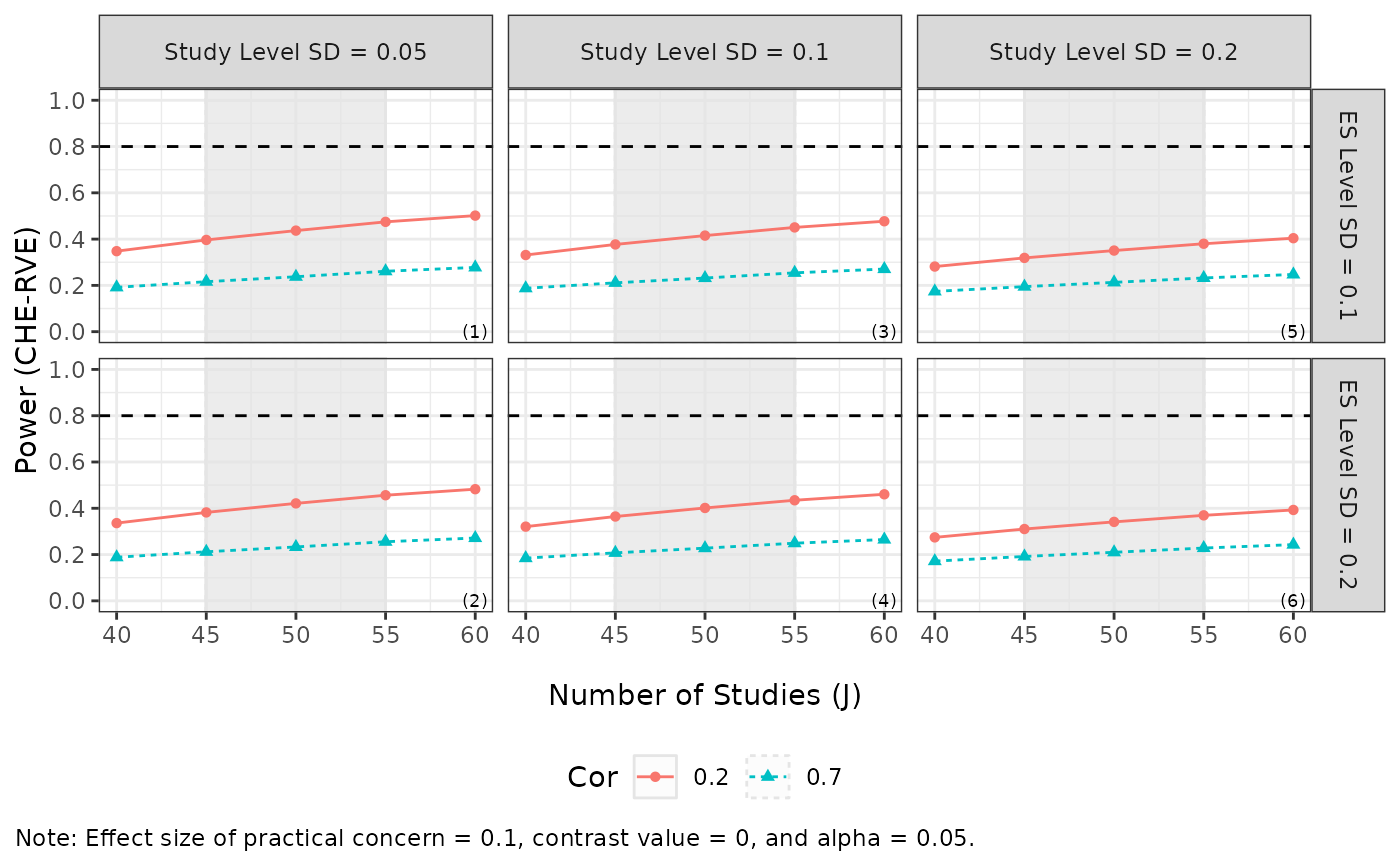 Study Level SD = 0.05
Study Level SD = 0.1
Study Level SD = 0.2
Power (CHE-RVE)
1.0
0.8
0.6
0.4
0.2
0.0
(1)
(3)
(5)
ES Level SD = 0.1
1.0
0.8
0.6
0.4
0.2
0.0
(2)
(4)
(6)
ES Level SD = 0.2
40 45 50 55 60 40 45 50 55 60 40 45 50 55 60
Number of Studies (J)
Cor 0.2 0.7
Note: Effect size of practical concern = 0.1, contrast value = 0, and alpha = 0.05.